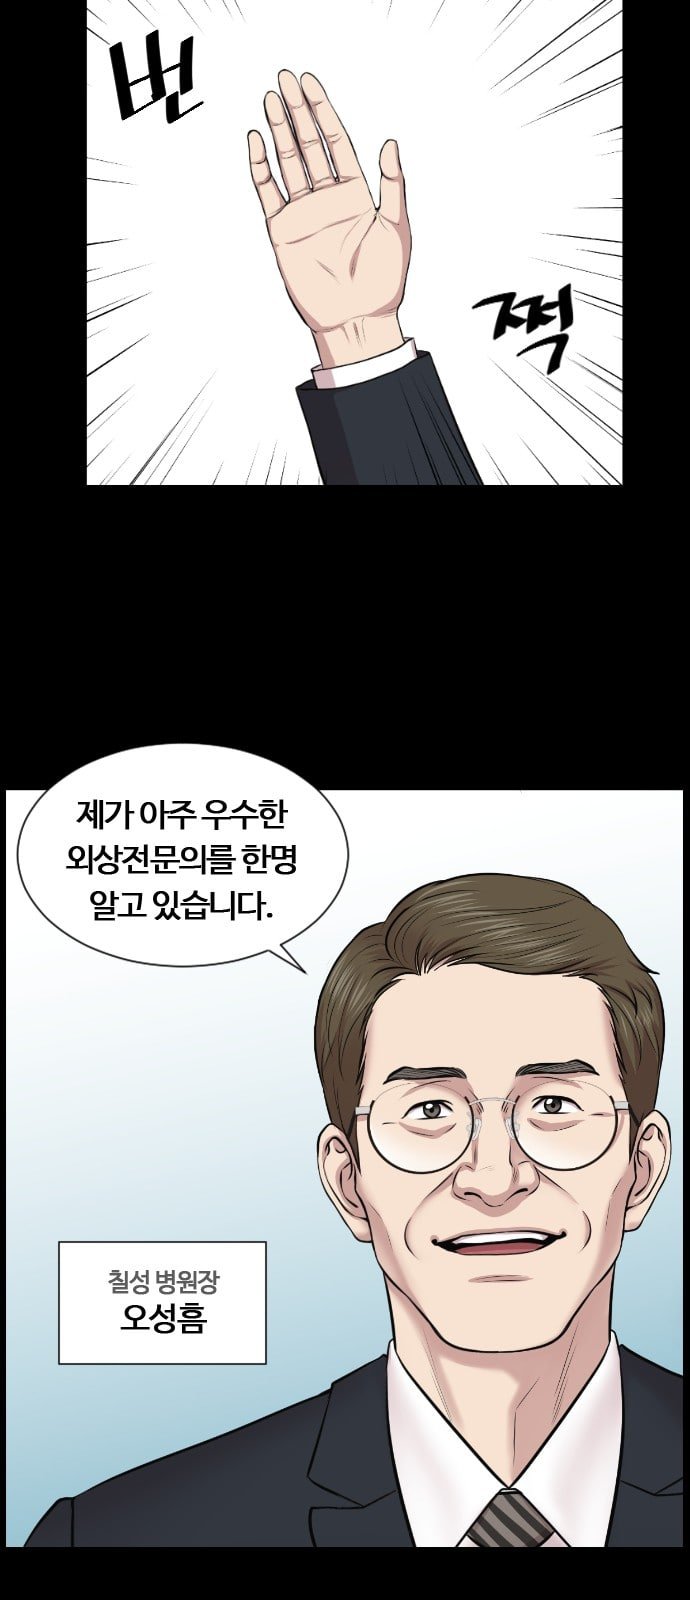 번
쩍
제가 아주 우수한
외상전문의를 한명
알고 있습니다.
칠성 병원장
오성흠